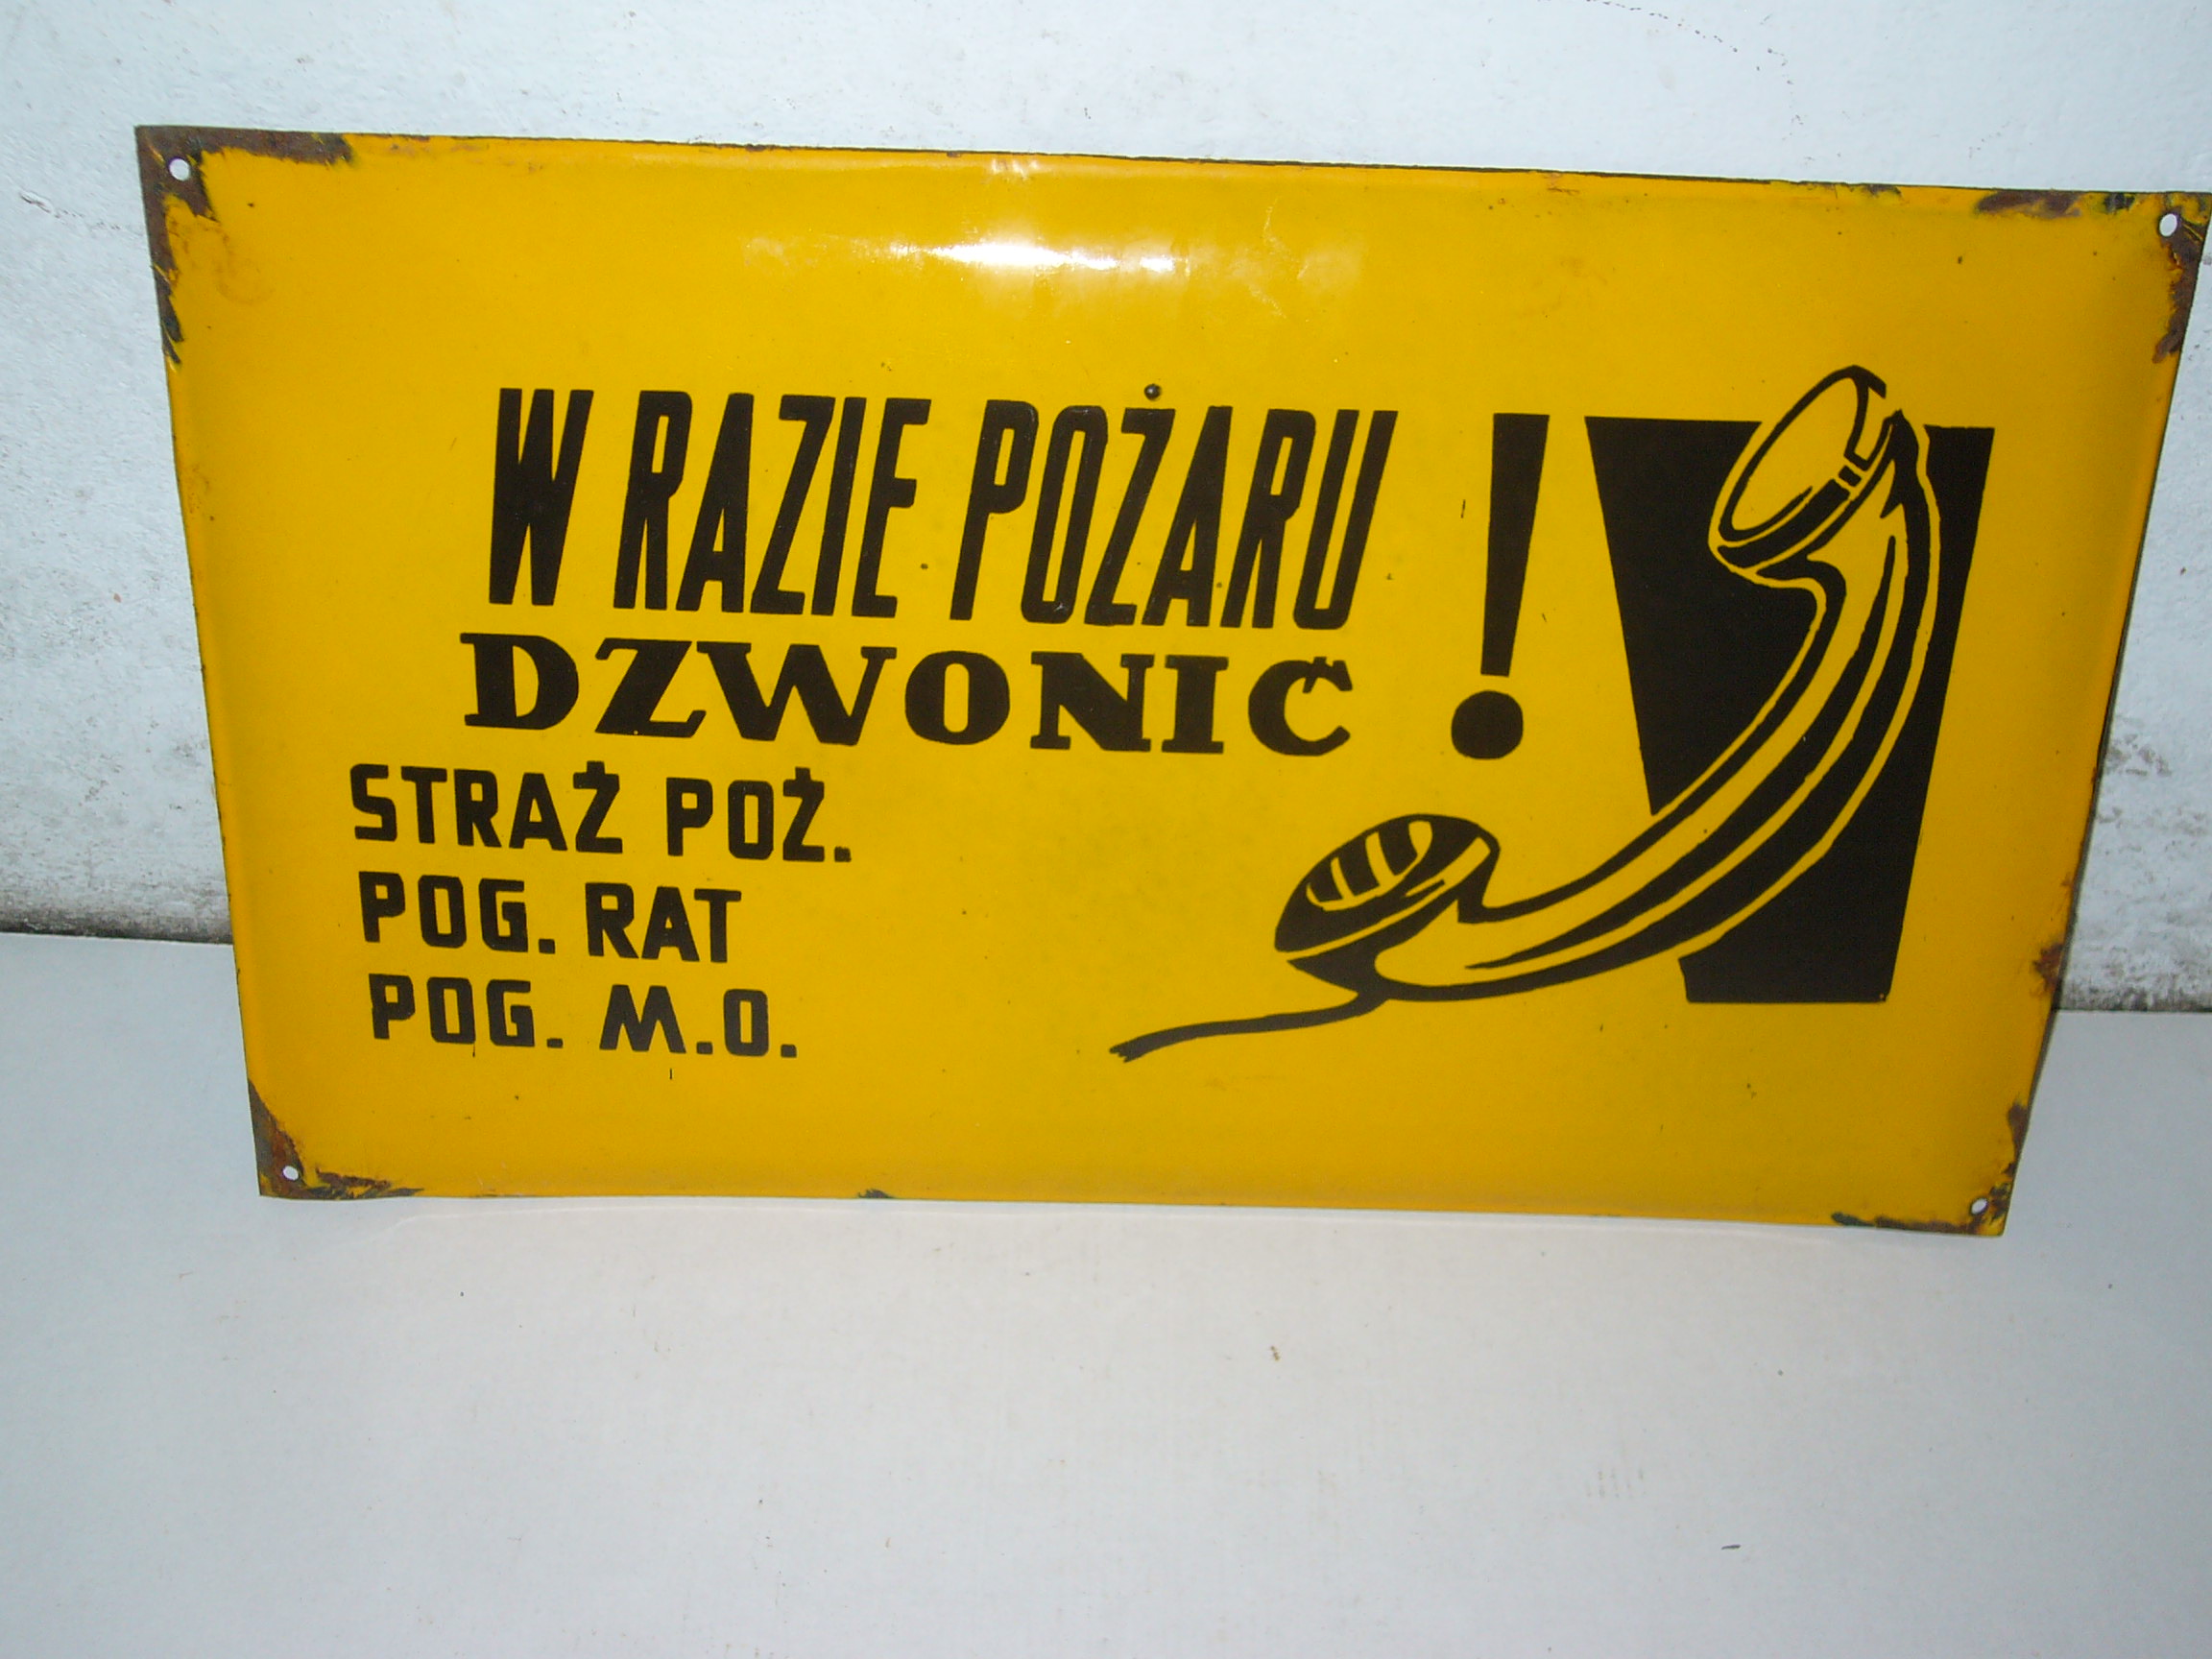 W RAZIE POŻARU !
DZWONIĆ
STRAŻ POŻ.
POG. RAT
POG. M.O.